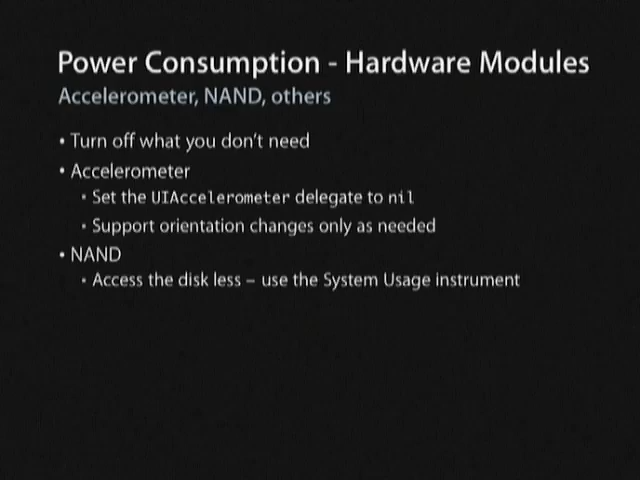 Power Consumption - Hardware Modules
Accelerometer, NAND, others
• Turn off what you don't need
• Accelerometer
▪ Set the UIAccelerometer delegate to nil
▪ Support orientation changes only as needed
• NAND
▪ Access the disk less – use the System Usage instrument